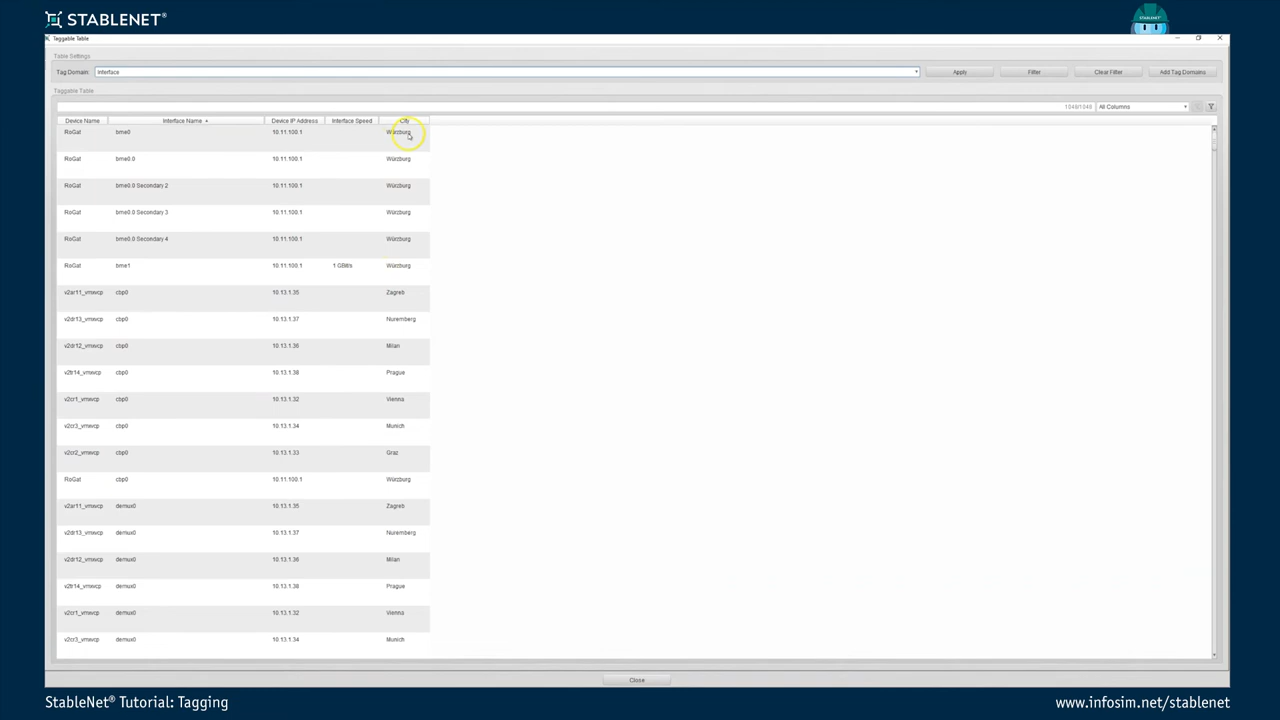 STABLENET®
STABLENET®
Taggable Table
Table Settings
Tag Domain: Interface Apply Filter Clear Filter Add Tag Domains
Taggable Table
1048/1048 All Columns
Device Name Interface Name Device IP Address Interface Speed City
RoGat bme0 10.11.100.1 Würzburg
RoGat bme0.0 10.11.100.1 Würzburg
RoGat bme0.0 Secondary 2 10.11.100.1 Würzburg
RoGat bme0.0 Secondary 3 10.11.100.1 Würzburg
RoGat bme0.0 Secondary 4 10.11.100.1 Würzburg
RoGat bme1 10.11.100.1 1 GBit/s Würzburg
v2ar11_vmxvcp cbp0 10.13.1.35 Zagreb
v2dr13_vmxvcp cbp0 10.13.1.37 Nuremberg
v2dr12_vmxvcp cbp0 10.13.1.36 Milan
v2tr14_vmxvcp cbp0 10.13.1.38 Prague
v2cr1_vmxvcp cbp0 10.13.1.32 Vienna
v2cr3_vmxvcp cbp0 10.13.1.34 Munich
v2cr2_vmxvcp cbp0 10.13.1.33 Graz
RoGat cbp0 10.11.100.1 Würzburg
v2ar11_vmxvcp demux0 10.13.1.35 Zagreb
v2dr13_vmxvcp demux0 10.13.1.37 Nuremberg
v2dr12_vmxvcp demux0 10.13.1.36 Milan
v2tr14_vmxvcp demux0 10.13.1.38 Prague
v2cr1_vmxvcp demux0 10.13.1.32 Vienna
v2cr3_vmxvcp demux0 10.13.1.34 Munich
Close
StableNet® Tutorial: Tagging
www.infosim.net/stablenet